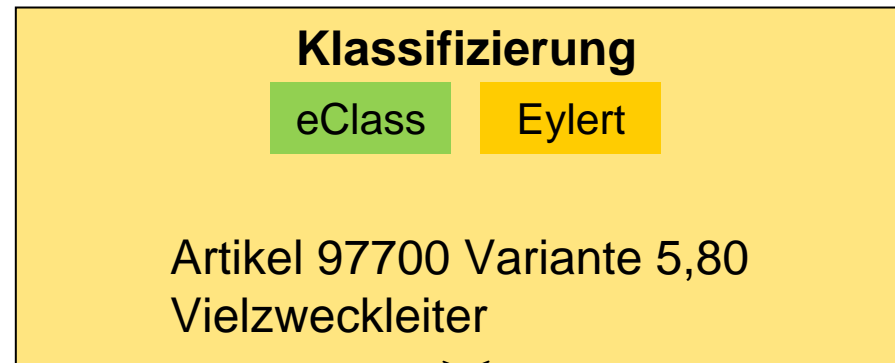 Klassifizierung
eClass Eylert
Artikel 97700 Variante 5,80
Vielzweckleiter